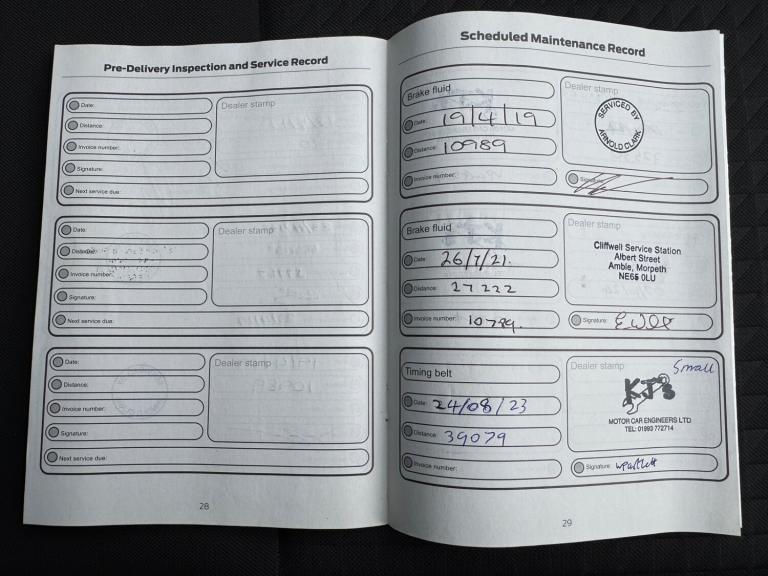 Pre-Delivery Inspection and Service Record
Date:
Distance:
Invoice number:
Signature:
Next service due:
Dealer stamp
Date:
Distance:
Invoice number:
Signature:
Next service due:
Dealer stamp
Date:
Distance:
Invoice number:
Signature:
Next service due:
Dealer stamp
28
Scheduled Maintenance Record
Brake fluid
Date: 19/4/19
Distance: 10989
Invoice number:
Dealer stamp
SERVICED BY
ARNOLD CLARK
Signature:
Brake fluid
Date 26/7/21.
Distance: 27222
Invoice number: 10789.
Dealer stamp
Cliffwell Service Station
Albert Street
Amble, Morpeth
NE65 0LU
Signature:
Timing belt
Date: 24/08/23
Distance: 39079
Invoice number:
Dealer stamp
Small
KJ's
MOTOR CAR ENGINEERS LTD
TEL: 01993 772714
Signature:
29